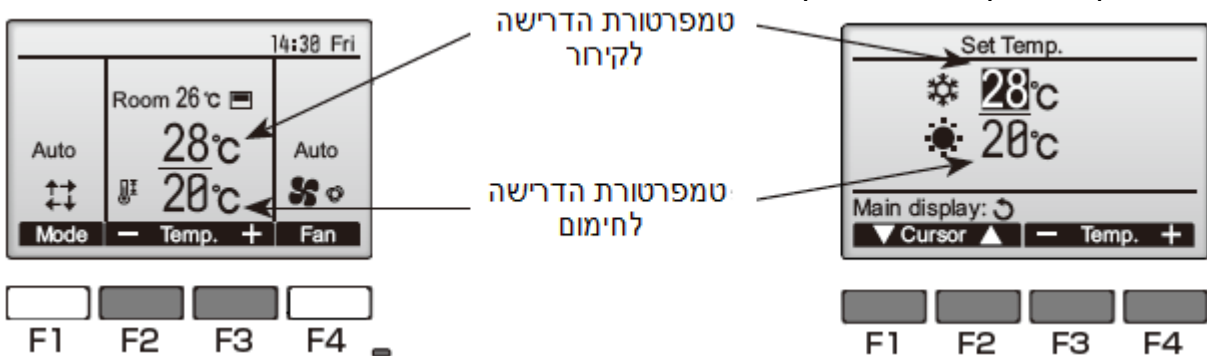 14:30 Fri
Room 26℃
28℃
Auto
Auto
20℃
Mode — Temp. + Fan
F1 F2 F3 F4
טמפרטורת הדרישה
לקירור
טמפרטורת הדרישה
לחימום
Set Temp.
28℃
20℃
Main display:
▼ Cursor ▲ — Temp. +
F1 F2 F3 F4